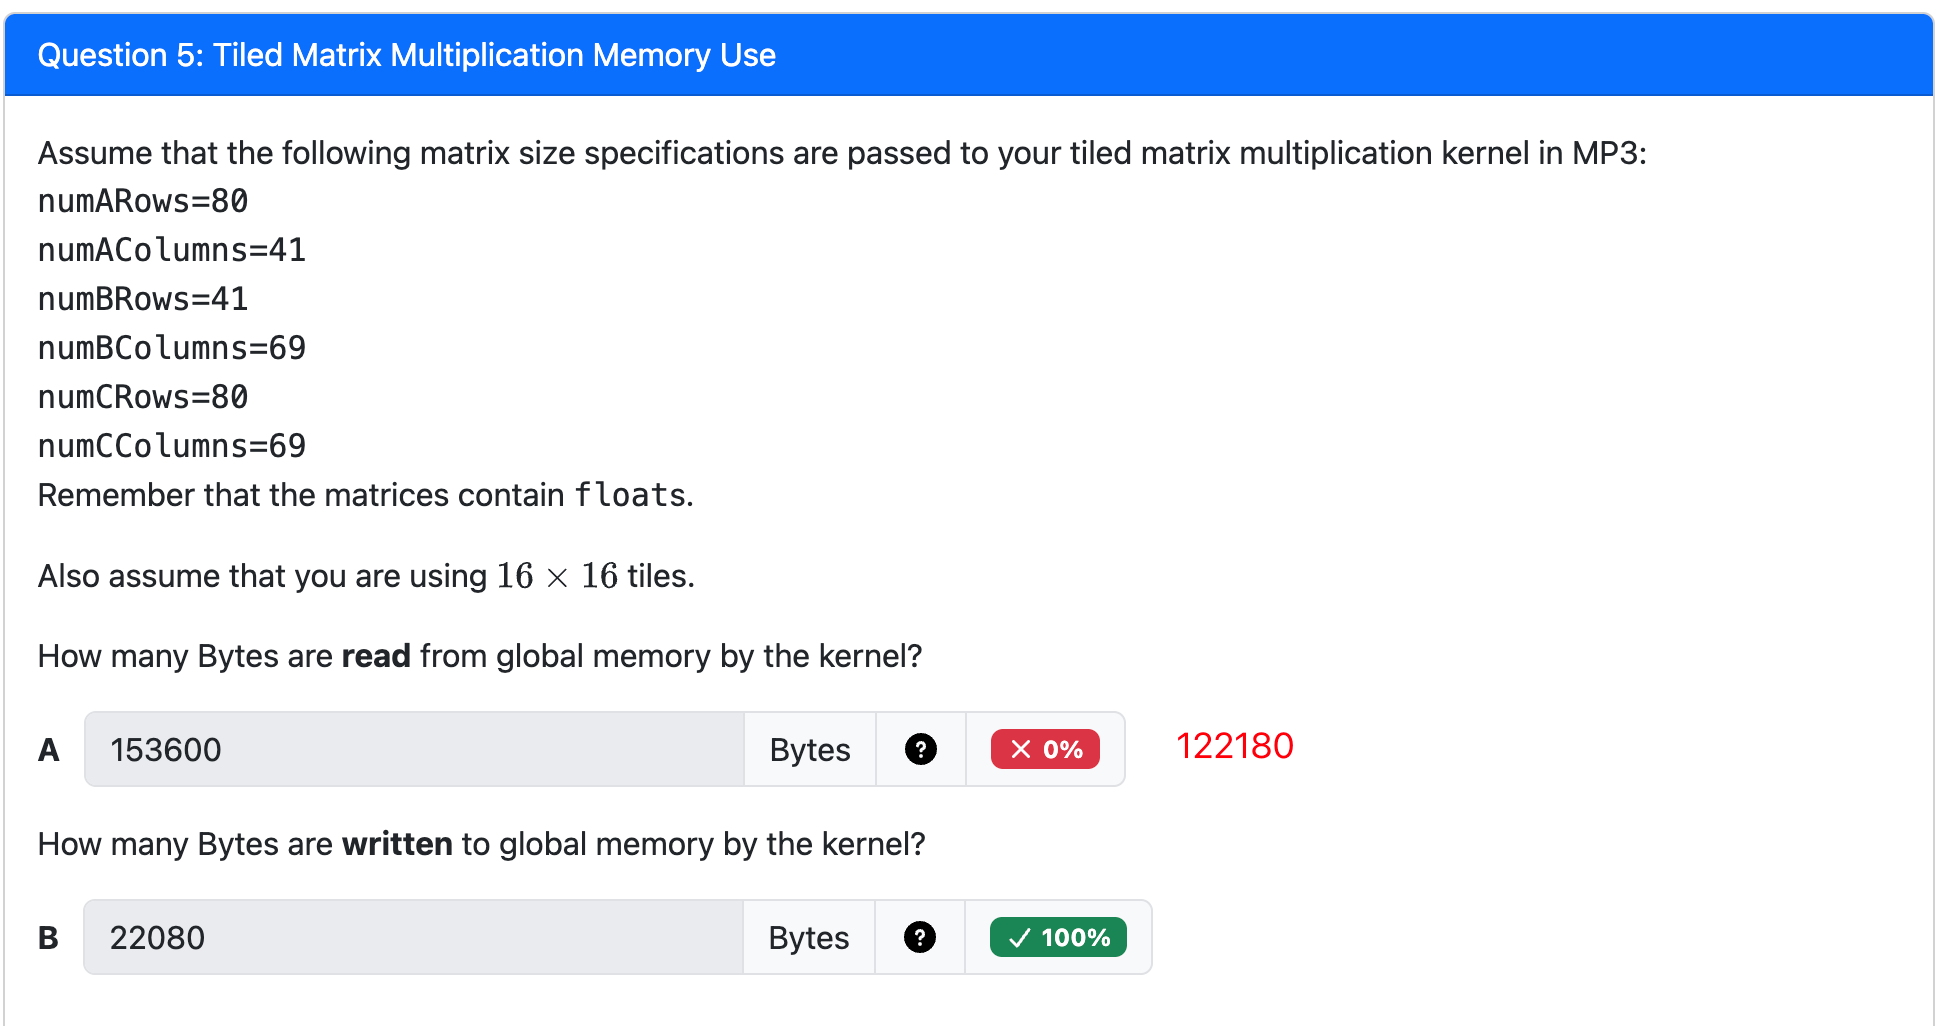 Question 5: Tiled Matrix Multiplication Memory Use
Assume that the following matrix size specifications are passed to your tiled matrix multiplication kernel in MP3:
numARows=80
numAColumns=41
numBRows=41
numBColumns=69
numCRows=80
numCColumns=69
Remember that the matrices contain floats.
Also assume that you are using 16 × 16 tiles.
How many Bytes are read from global memory by the kernel?
A 153600 Bytes ? × 0% 122180
How many Bytes are written to global memory by the kernel?
B 22080 Bytes ? ✓ 100%